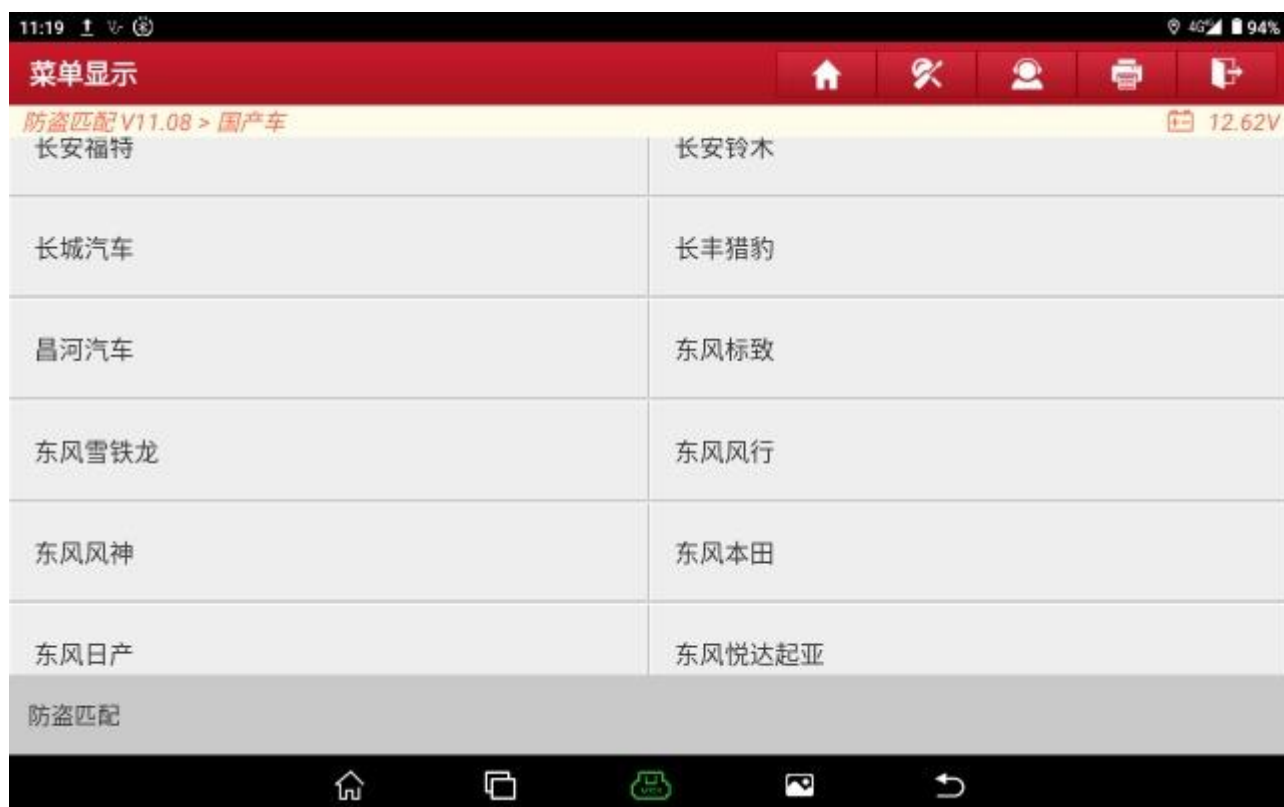 11:19 4G 94%
菜单显示
防盗匹配 V11.08 > 国产车 12.62V
长安福特 长安铃木
长城汽车 长丰猎豹
昌河汽车 东风标致
东风雪铁龙 东风风行
东风风神 东风本田
东风日产 东风悦达起亚
防盗匹配
VCI